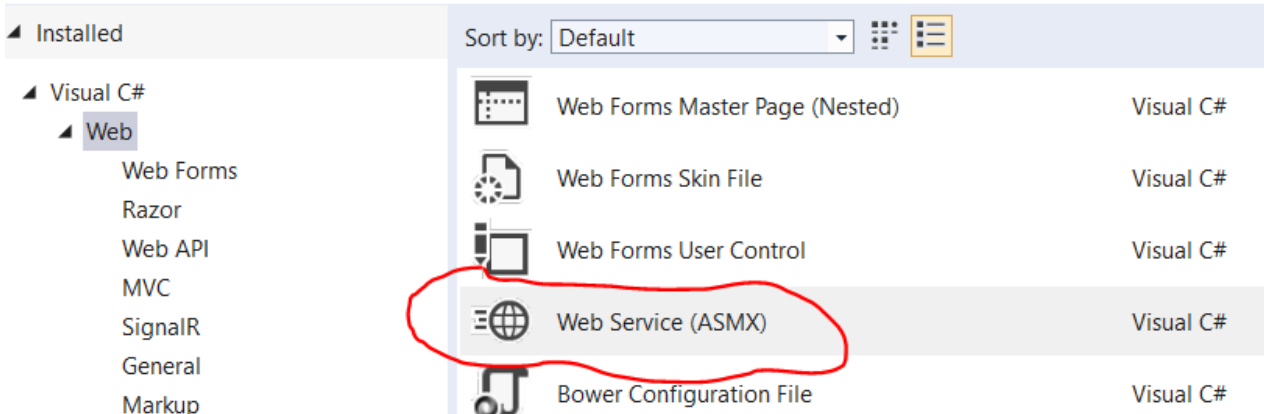 Installed
Sort by: Default
Visual C#
Web
Web Forms
Razor
Web API
MVC
SignalR
General
Markup
Web Forms Master Page (Nested) Visual C#
Web Forms Skin File Visual C#
Web Forms User Control Visual C#
Web Service (ASMX) Visual C#
Bower Configuration File Visual C#